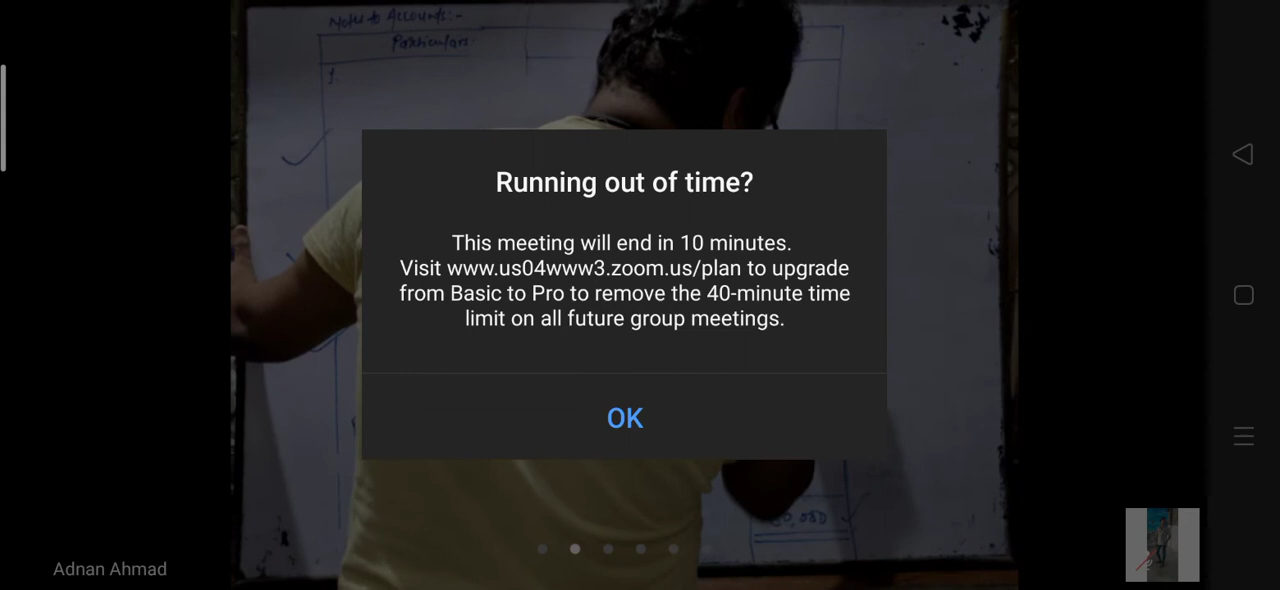 Notes to Accounts:-
Particulars
1.
Running out of time?
This meeting will end in 10 minutes.
Visit www.us04www3.zoom.us/plan to upgrade
from Basic to Pro to remove the 40-minute time
limit on all future group meetings.
OK
Adnan Ahmad